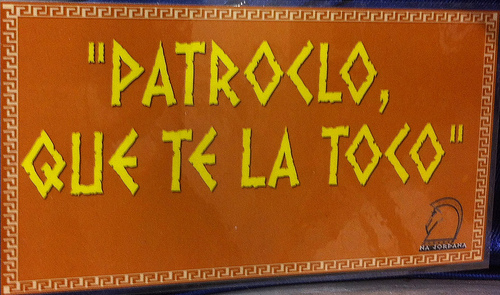 "PATROCLO,
QUE TE LA TOCO"
NA JORDANA